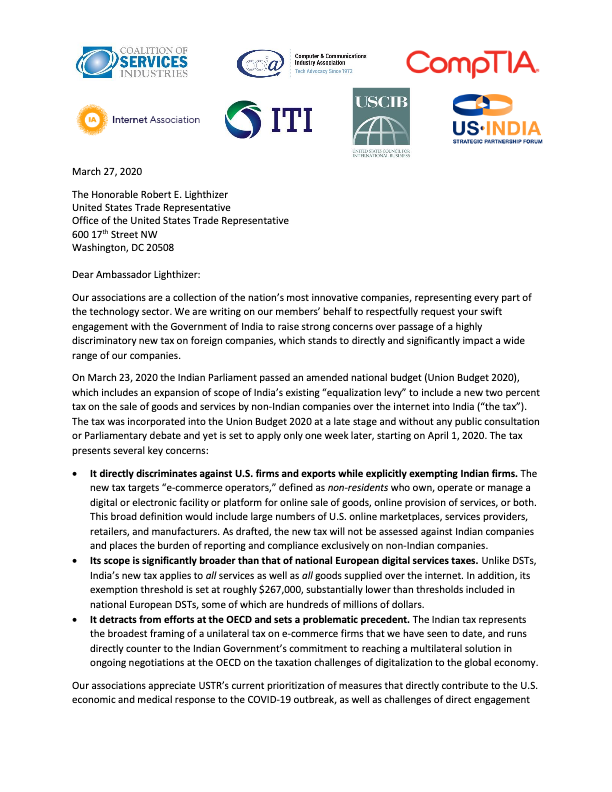 COALITION OF
SERVICES
INDUSTRIES
ccia
Computer & Communications
Industry Association
Tech Advocacy Since 1972
CompTIA.
IA
Internet Association
ITI
USCIB
UNITED STATES COUNCIL FOR
INTERNATIONAL BUSINESS
US·INDIA
STRATEGIC PARTNERSHIP FORUM
March 27, 2020
The Honorable Robert E. Lighthizer
United States Trade Representative
Office of the United States Trade Representative
600 17th Street NW
Washington, DC 20508
Dear Ambassador Lighthizer:
Our associations are a collection of the nation's most innovative companies, representing every part of
the technology sector. We are writing on our members' behalf to respectfully request your swift
engagement with the Government of India to raise strong concerns over passage of a highly
discriminatory new tax on foreign companies, which stands to directly and significantly impact a wide
range of our companies.
On March 23, 2020 the Indian Parliament passed an amended national budget (Union Budget 2020),
which includes an expansion of scope of India's existing "equalization levy" to include a new two percent
tax on the sale of goods and services by non-Indian companies over the internet into India ("the tax").
The tax was incorporated into the Union Budget 2020 at a late stage and without any public consultation
or Parliamentary debate and yet is set to apply only one week later, starting on April 1, 2020. The tax
presents several key concerns:
• It directly discriminates against U.S. firms and exports while explicitly exempting Indian firms. The
new tax targets "e-commerce operators," defined as non-residents who own, operate or manage a
digital or electronic facility or platform for online sale of goods, online provision of services, or both.
This broad definition would include large numbers of U.S. online marketplaces, services providers,
retailers, and manufacturers. As drafted, the new tax will not be assessed against Indian companies
and places the burden of reporting and compliance exclusively on non-Indian companies.
• Its scope is significantly broader than that of national European digital services taxes. Unlike DSTs,
India's new tax applies to all services as well as all goods supplied over the internet. In addition, its
exemption threshold is set at roughly $267,000, substantially lower than thresholds included in
national European DSTs, some of which are hundreds of millions of dollars.
• It detracts from efforts at the OECD and sets a problematic precedent. The Indian tax represents
the broadest framing of a unilateral tax on e-commerce firms that we have seen to date, and runs
directly counter to the Indian Government's commitment to reaching a multilateral solution in
ongoing negotiations at the OECD on the taxation challenges of digitalization to the global economy.
Our associations appreciate USTR's current prioritization of measures that directly contribute to the U.S.
economic and medical response to the COVID-19 outbreak, as well as challenges of direct engagement